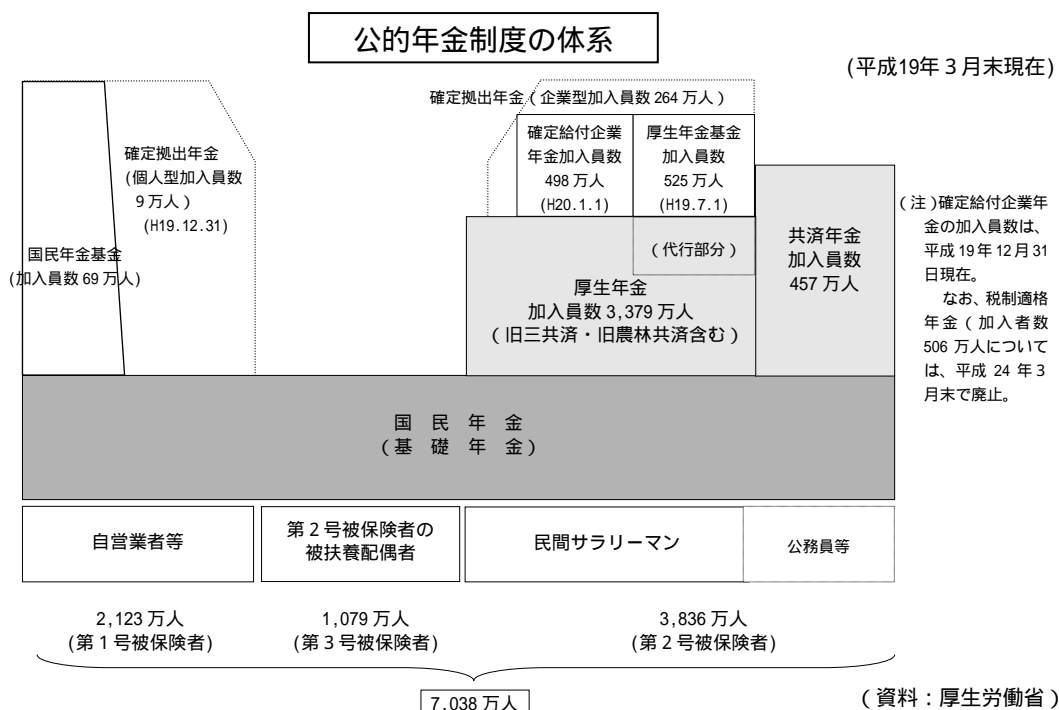 公的年金制度の体系
(平成19年3月末現在)
確定拠出年金(企業型加入員数264万人)
確定拠出年金
(個人型加入員数
9万人)
(H19.12.31)
国民年金基金
(加入員数69万人)
確定給付企業
年金加入員数
498万人
(H20.1.1)
厚生年金基金
加入員数
525万人
(H19.7.1)
(代行部分)
厚生年金
加入員数3,379万人
(旧三共済・旧農林共済含む)
共済年金
加入員数
457万人
(注)確定給付企業年
金の加入員数は、
平成19年12月31
日現在。
なお、税制適格
年金(加入者数
506万人について
は、平成24年3
月末で廃止。
国民年金
(基礎年金)
自営業者等
第2号被保険者の
被扶養配偶者
民間サラリーマン
公務員等
2,123万人
(第1号被保険者)
1,079万人
(第3号被保険者)
3,836万人
(第2号被保険者)
7,038万人
(資料:厚生労働省)